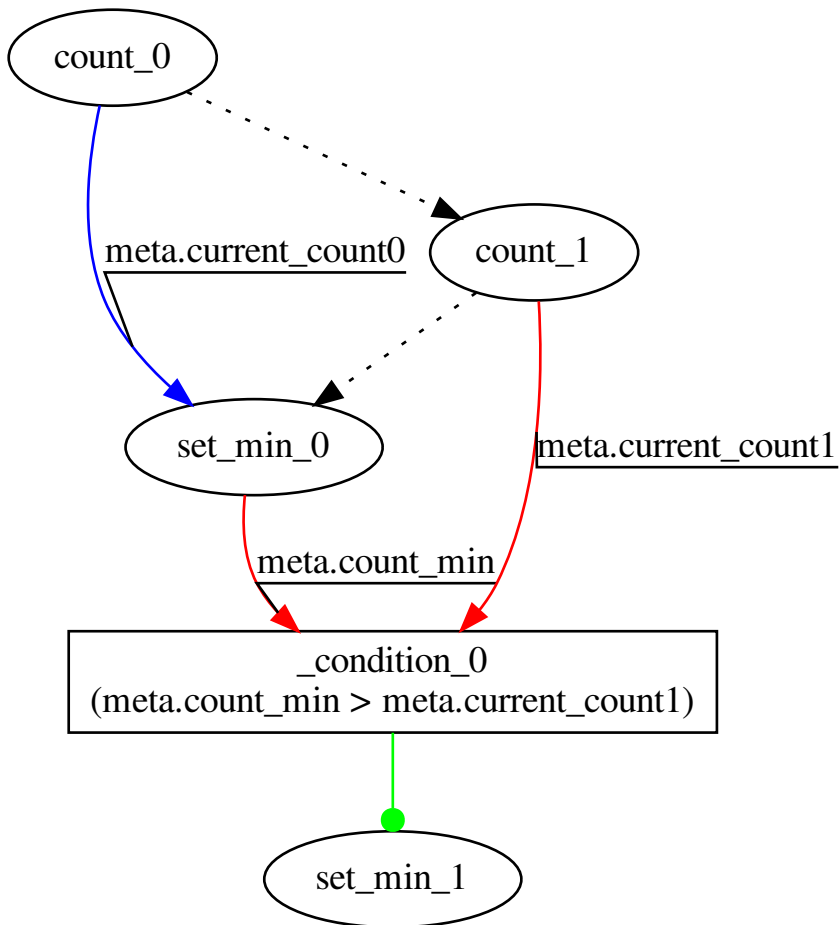 count_0
meta.current_count0
count_1
set_min_0
meta.current_count1
meta.count_min
_condition_0
(meta.count_min > meta.current_count1)
set_min_1